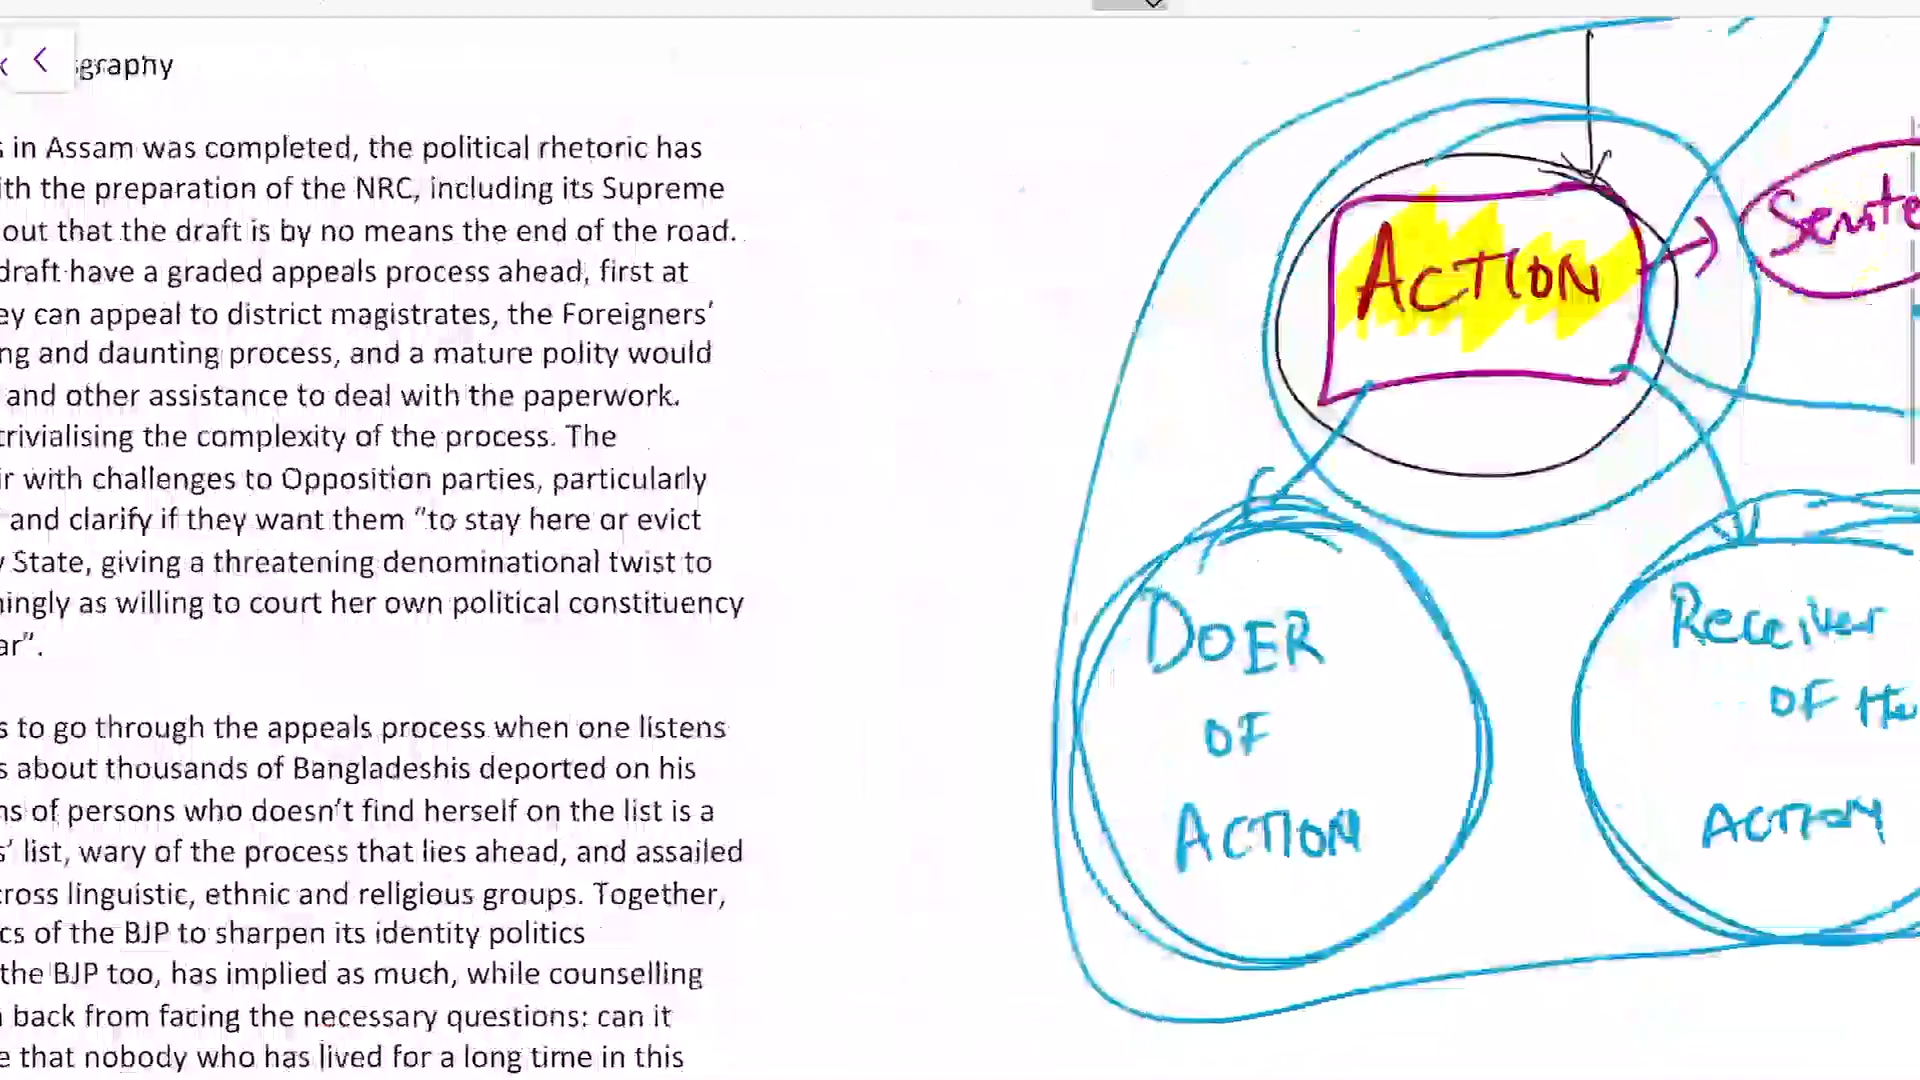 graphy
in Assam was completed, the political rhetoric has
ith the preparation of the NRC, including its Supreme
out that the draft is by no means the end of the road.
draft have a graded appeals process ahead, first at
ey can appeal to district magistrates, the Foreigners'
ng and daunting process, and a mature polity would
and other assistance to deal with the paperwork.
trivialising the complexity of the process. The
ir with challenges to Opposition parties, particularly
and clarify if they want them “to stay here or evict
y State, giving a threatening denominational twist to
ningly as willing to court her own political constituency
ar”.
s to go through the appeals process when one listens
s about thousands of Bangladeshis deported on his
ns of persons who doesn't find herself on the list is a
s' list, wary of the process that lies ahead, and assailed
cross linguistic, ethnic and religious groups. Together,
cs of the BJP to sharpen its identity politics
the BJP too, has implied as much, while counselling
n back from facing the necessary questions: can it
e that nobody who has lived for a long time in this
ACTION
Sente
DOER
OF
ACTION
Receiver
OF the
ACTION